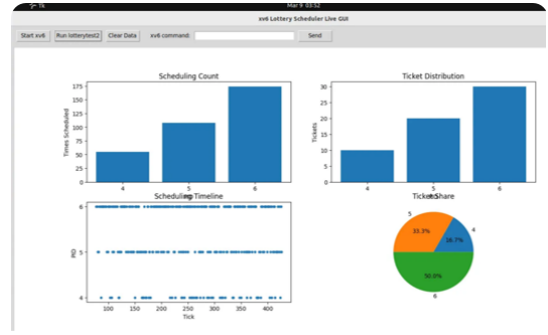 Tk
Mar 9 03:52
xv6 Lottery Scheduler Live GUI
Start xv6 Run lotterytest2 Clear Data xv6 command: Send
Scheduling Count
Times Scheduled
175
150
125
100
75
50
25
0
4 5 6
Ticket Distribution
Tickets
30
25
20
15
10
5
0
4 5 6
Scheduling Timeline
PID
6
5
4
100 150 200 250 300 350 400
Tick
Ticket Share
5
33.3%
4
16.7%
50.0%
6